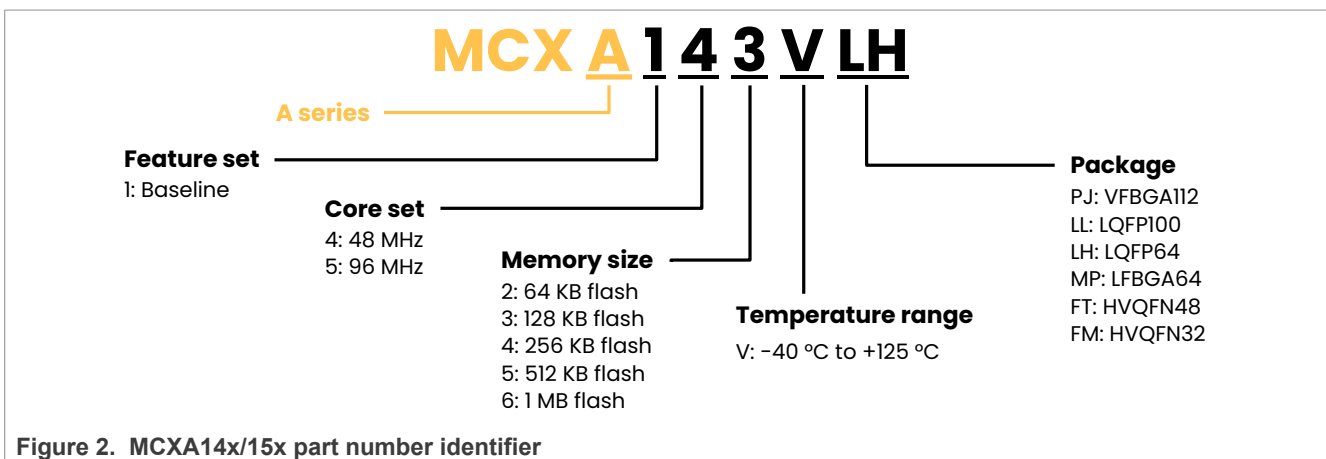 MCX A 1 4 3 V LH
A series
Feature set
1: Baseline
Core set
4: 48 MHz
5: 96 MHz
Memory size
2: 64 KB flash
3: 128 KB flash
4: 256 KB flash
5: 512 KB flash
6: 1 MB flash
Temperature range
V: -40 ºC to +125 ºC
Package
PJ: VFBGA112
LL: LQFP100
LH: LQFP64
MP: LFBGA64
FT: HVQFN48
FM: HVQFN32
Figure 2. MCXA14x/15x part number identifier